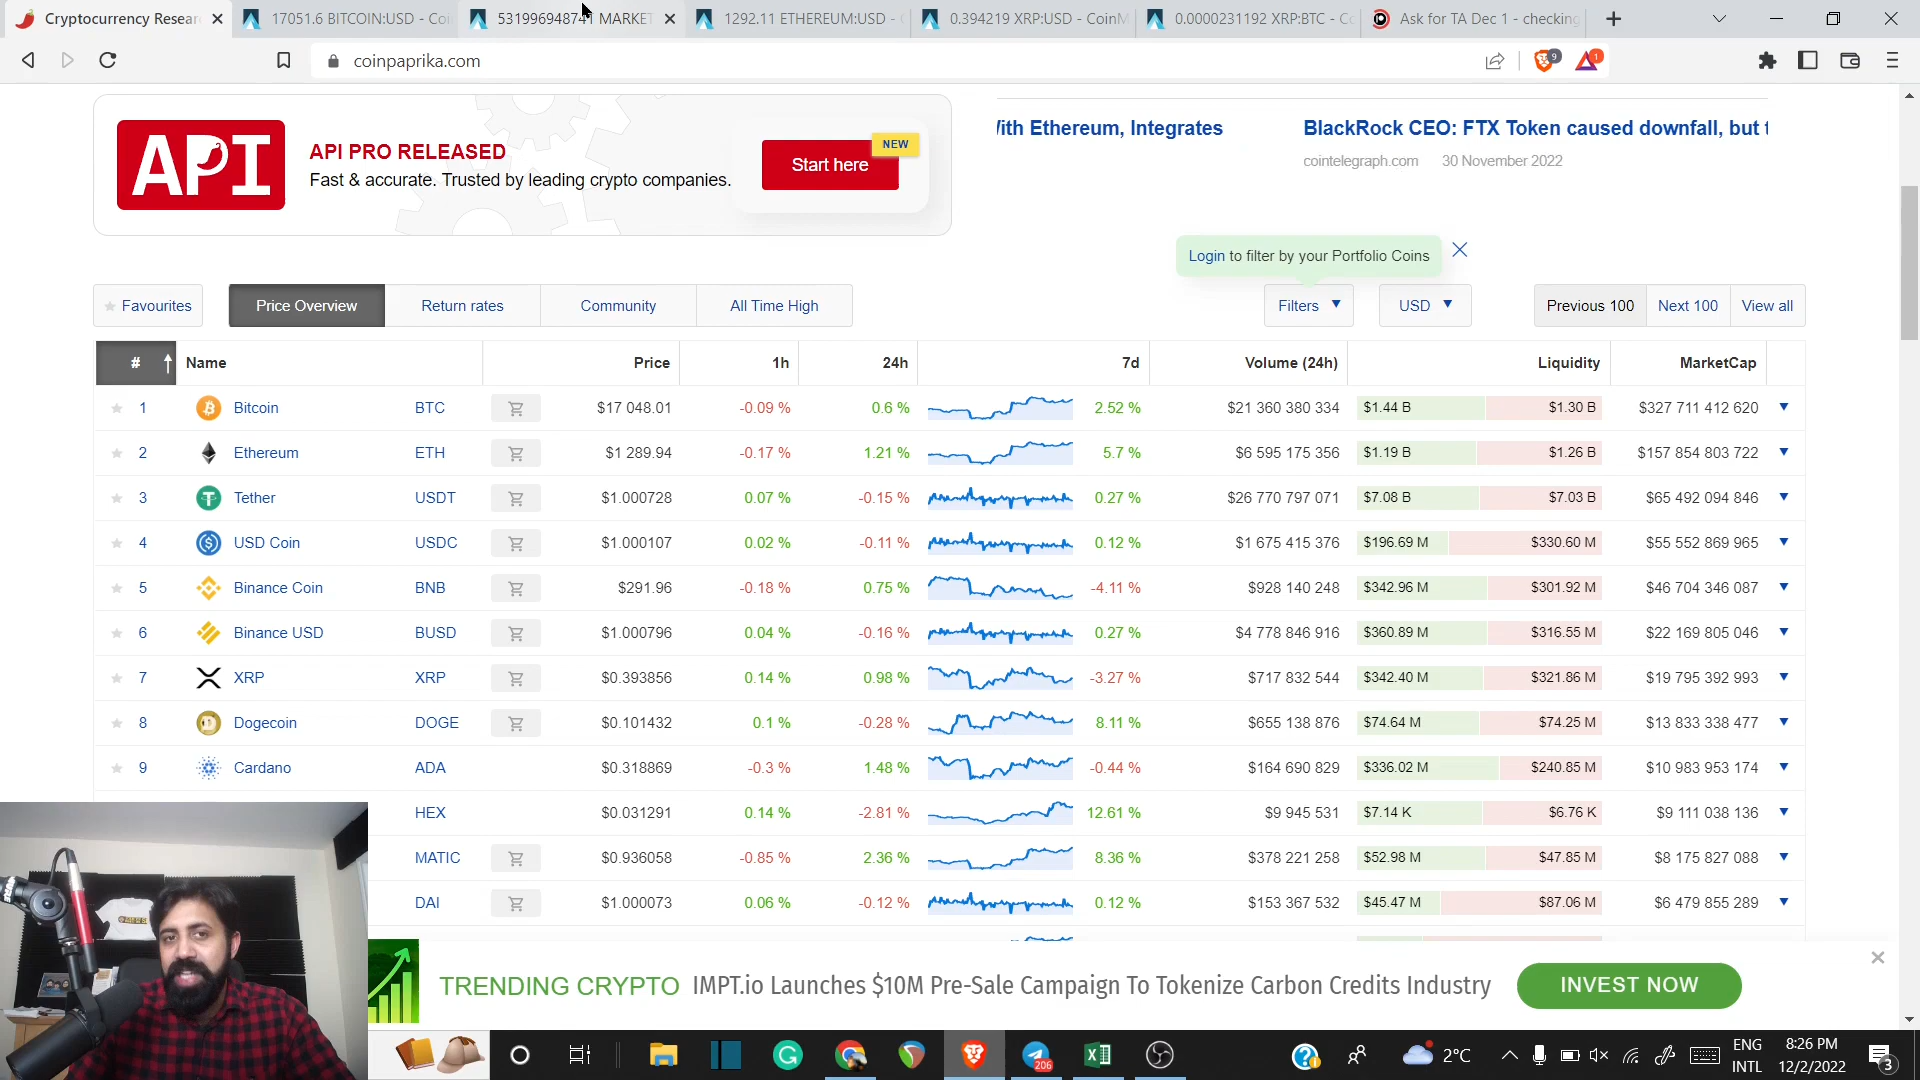 Cryptocurrency Resear
17051.6 BITCOIN:USD - Coi
MARKET
1292.11 ETHEREUM:USD -
0.394219 XRP:USD - CoinM
0.0000231192 XRP:BTC - Co
Ask for TA Dec 1 - checking
coinpaprika.com
9
1
API
API PRO RELEASED
Fast & accurate. Trusted by leading crypto companies.
Start here
NEW
With Ethereum, Integrates
BlackRock CEO: FTX Token caused downfall, but t
cointelegraph.com 30 November 2022
Login to filter by your Portfolio Coins
Favourites
Price Overview
Return rates
Community
All Time High
Filters
USD
Previous 100
Next 100
View all
# Name Price 1h 24h 7d Volume (24h) Liquidity MarketCap
1 Bitcoin BTC $17 048.01 -0.09 % 0.6 % 2.52 % $21 360 380 334 $1.44 B $1.30 B $327 711 412 620
2 Ethereum ETH $1 289.94 -0.17 % 1.21 % 5.7 % $6 595 175 356 $1.19 B $1.26 B $157 854 803 722
3 Tether USDT $1.000728 0.07 % -0.15 % 0.27 % $26 770 797 071 $7.08 B $7.03 B $65 492 094 846
4 USD Coin USDC $1.000107 0.02 % -0.11 % 0.12 % $1 675 415 376 $196.69 M $330.60 M $55 552 869 965
5 Binance Coin BNB $291.96 -0.18 % 0.75 % -4.11 % $928 140 248 $342.96 M $301.92 M $46 704 346 087
6 Binance USD BUSD $1.000796 0.04 % -0.16 % 0.27 % $4 778 846 916 $360.89 M $316.55 M $22 169 805 046
7 XRP XRP $0.393856 0.14 % 0.98 % -3.27 % $717 832 544 $342.40 M $321.86 M $19 795 392 993
8 Dogecoin DOGE $0.101432 0.1 % -0.28 % 8.11 % $655 138 876 $74.64 M $74.25 M $13 833 338 477
9 Cardano ADA $0.318869 -0.3 % 1.48 % -0.44 % $164 690 829 $336.02 M $240.85 M $10 983 953 174
HEX $0.031291 0.14 % -2.81 % 12.61 % $9 945 531 $7.14 K $6.76 K $9 111 038 136
MATIC $0.936058 -0.85 % 2.36 % 8.36 % $378 221 258 $52.98 M $47.85 M $8 175 827 088
DAI $1.000073 0.06 % -0.12 % 0.12 % $153 367 532 $45.47 M $87.06 M $6 479 855 289
TRENDING CRYPTO IMPT.io Launches $10M Pre-Sale Campaign To Tokenize Carbon Credits Industry
INVEST NOW
206
2°C
ENG
INTL
8:26 PM
12/2/2022
3